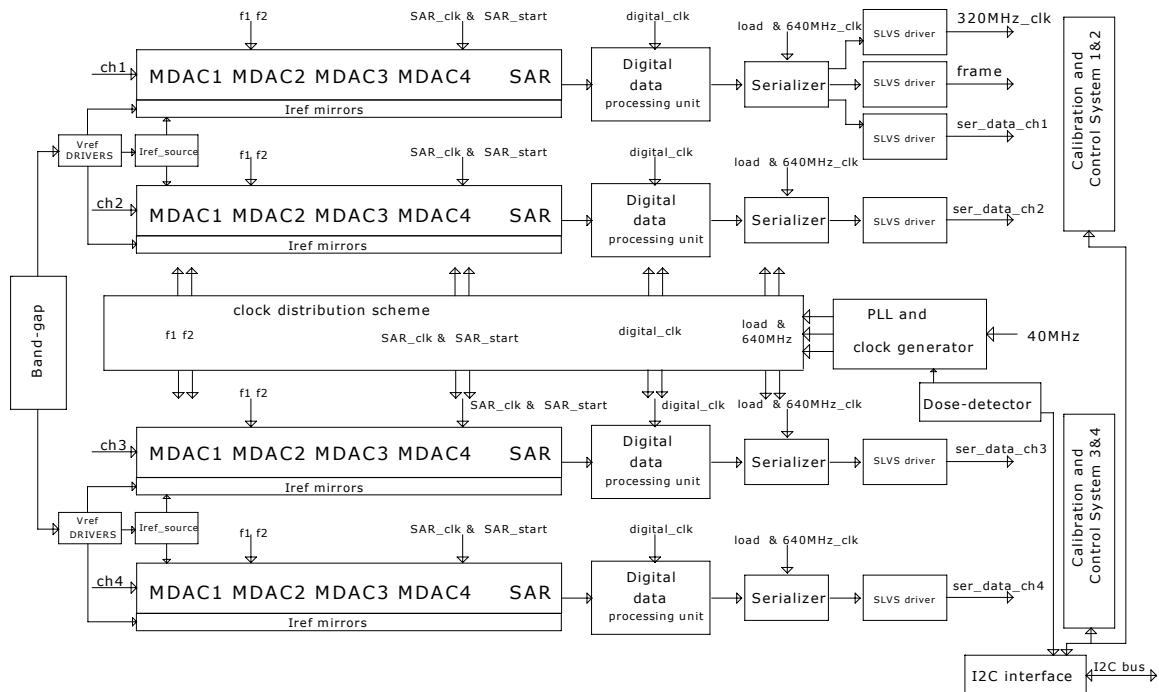 f1 f2
SAR_clk & SAR_start
digital_clk
load & 640MHz_clk
SLVS driver
320MHz_clk
ch1
MDAC1 MDAC2 MDAC3 MDAC4 SAR
Iref mirrors
Digital
data
processing unit
Serializer
SLVS driver
frame
SLVS driver
ser_data_ch1
Calibration and
Control System 1&2
Vref
DRIVERS
Iref_source
f1 f2
SAR_clk & SAR_start
digital_clk
load & 640MHz_clk
ch2
MDAC1 MDAC2 MDAC3 MDAC4 SAR
Iref mirrors
Digital
data
processing unit
Serializer
SLVS driver
ser_data_ch2
Band-gap
clock distribution scheme
f1 f2
SAR_clk & SAR_start
digital_clk
load &
640MHz
PLL and
clock generator
40MHz
Dose-detector
f1 f2
SAR_clk & SAR_start
digital_clk
load & 640MHz_clk
ch3
MDAC1 MDAC2 MDAC3 MDAC4 SAR
Iref mirrors
Digital
data
processing unit
Serializer
SLVS driver
ser_data_ch3
Calibration and
Control System 3&4
Vref
DRIVERS
Iref_source
f1 f2
SAR_clk & SAR_start
digital_clk
load & 640MHz_clk
ch4
MDAC1 MDAC2 MDAC3 MDAC4 SAR
Iref mirrors
Digital
data
processing unit
Serializer
SLVS driver
ser_data_ch4
I2C interface
I2C bus